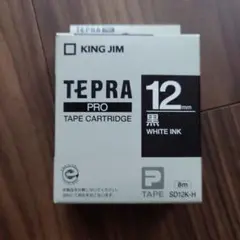 KING JIM
TEPRA
PRO
TAPE CARTRIDGE
12mm
黒
WHITE INK
P
TAPE
8m
SD12K-H